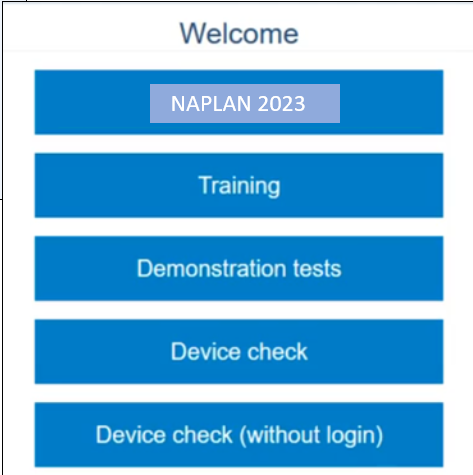 Welcome
NAPLAN 2023
Training
Demonstration tests
Device check
Device check (without login)